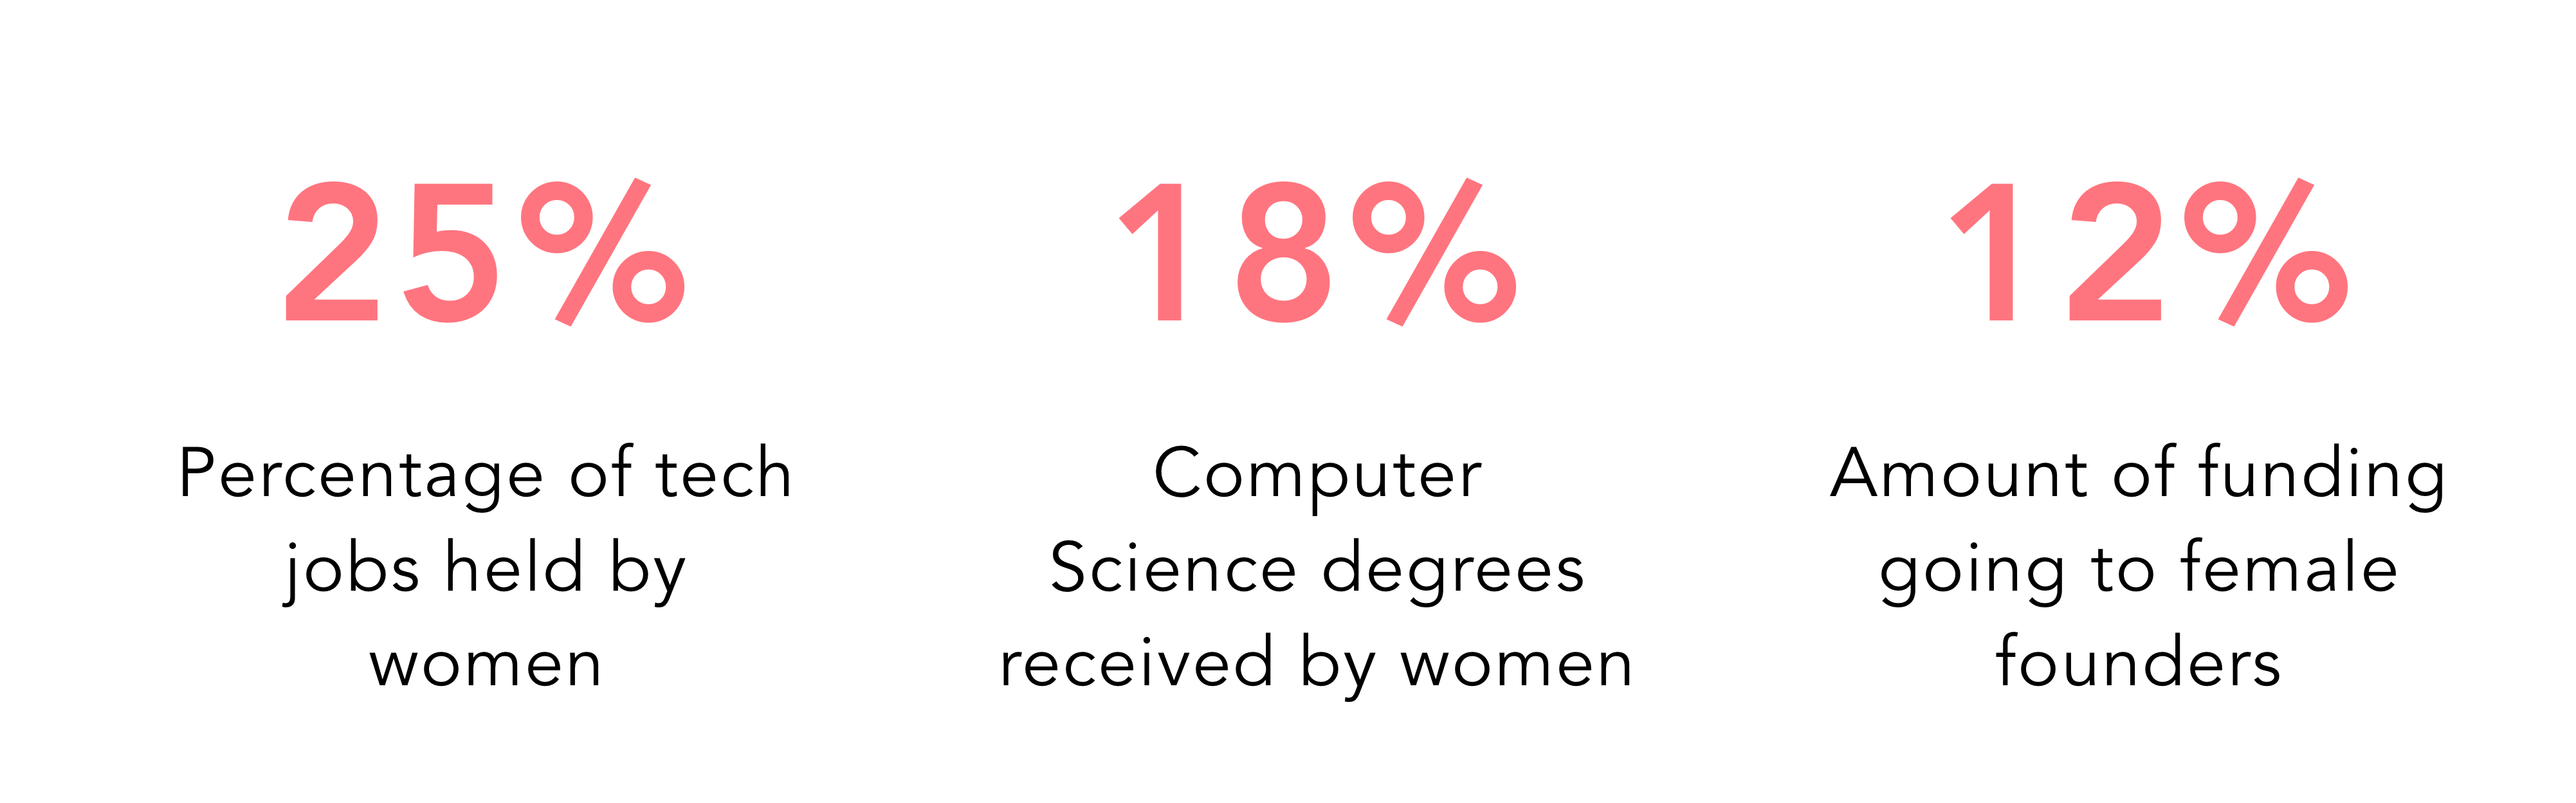 25%
Percentage of tech
jobs held by
women
18%
Computer
Science degrees
received by women
12%
Amount of funding
going to female
founders